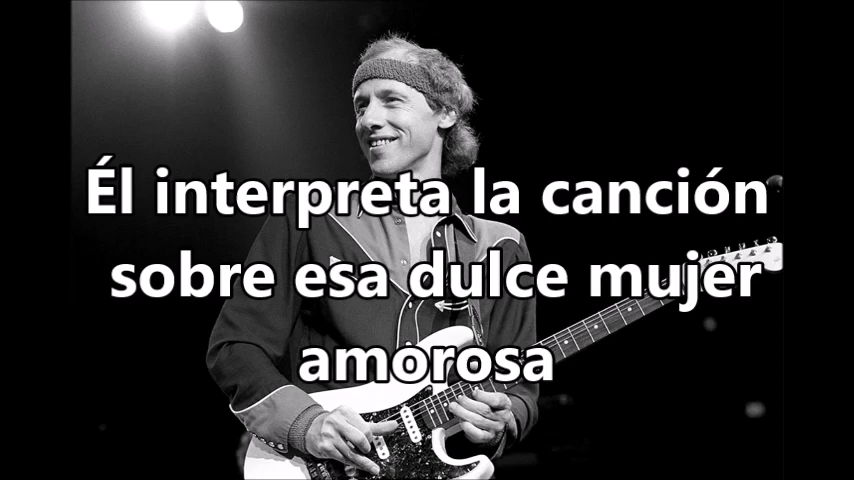 Él interpreta la canción
sobre esa dulce mujer
amorosa